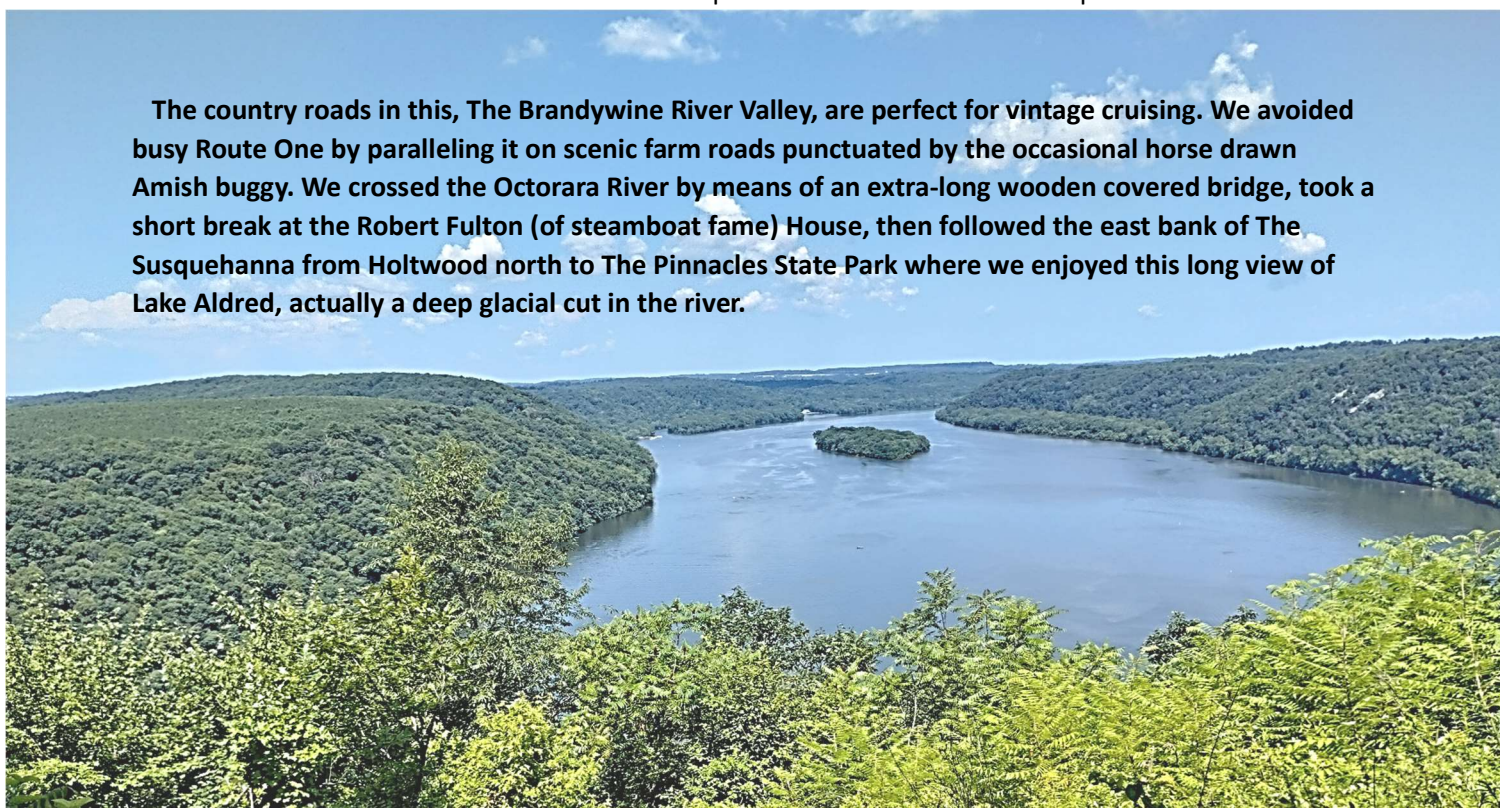 The country roads in this, The Brandywine River Valley, are perfect for vintage cruising. We avoided
busy Route One by paralleling it on scenic farm roads punctuated by the occasional horse drawn
Amish buggy. We crossed the Octorara River by means of an extra-long wooden covered bridge, took a
short break at the Robert Fulton (of steamboat fame) House, then followed the east bank of The
Susquehanna from Holtwood north to The Pinnacles State Park where we enjoyed this long view of
Lake Aldred, actually a deep glacial cut in the river.